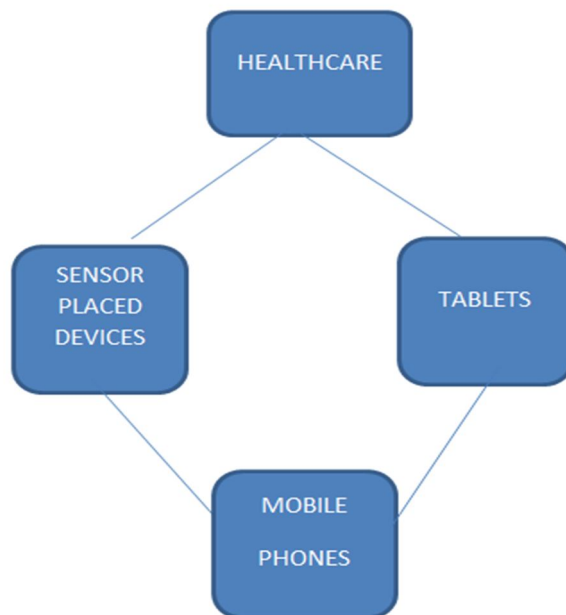 HEALTHCARE
SENSOR
PLACED
DEVICES
TABLETS
MOBILE
PHONES